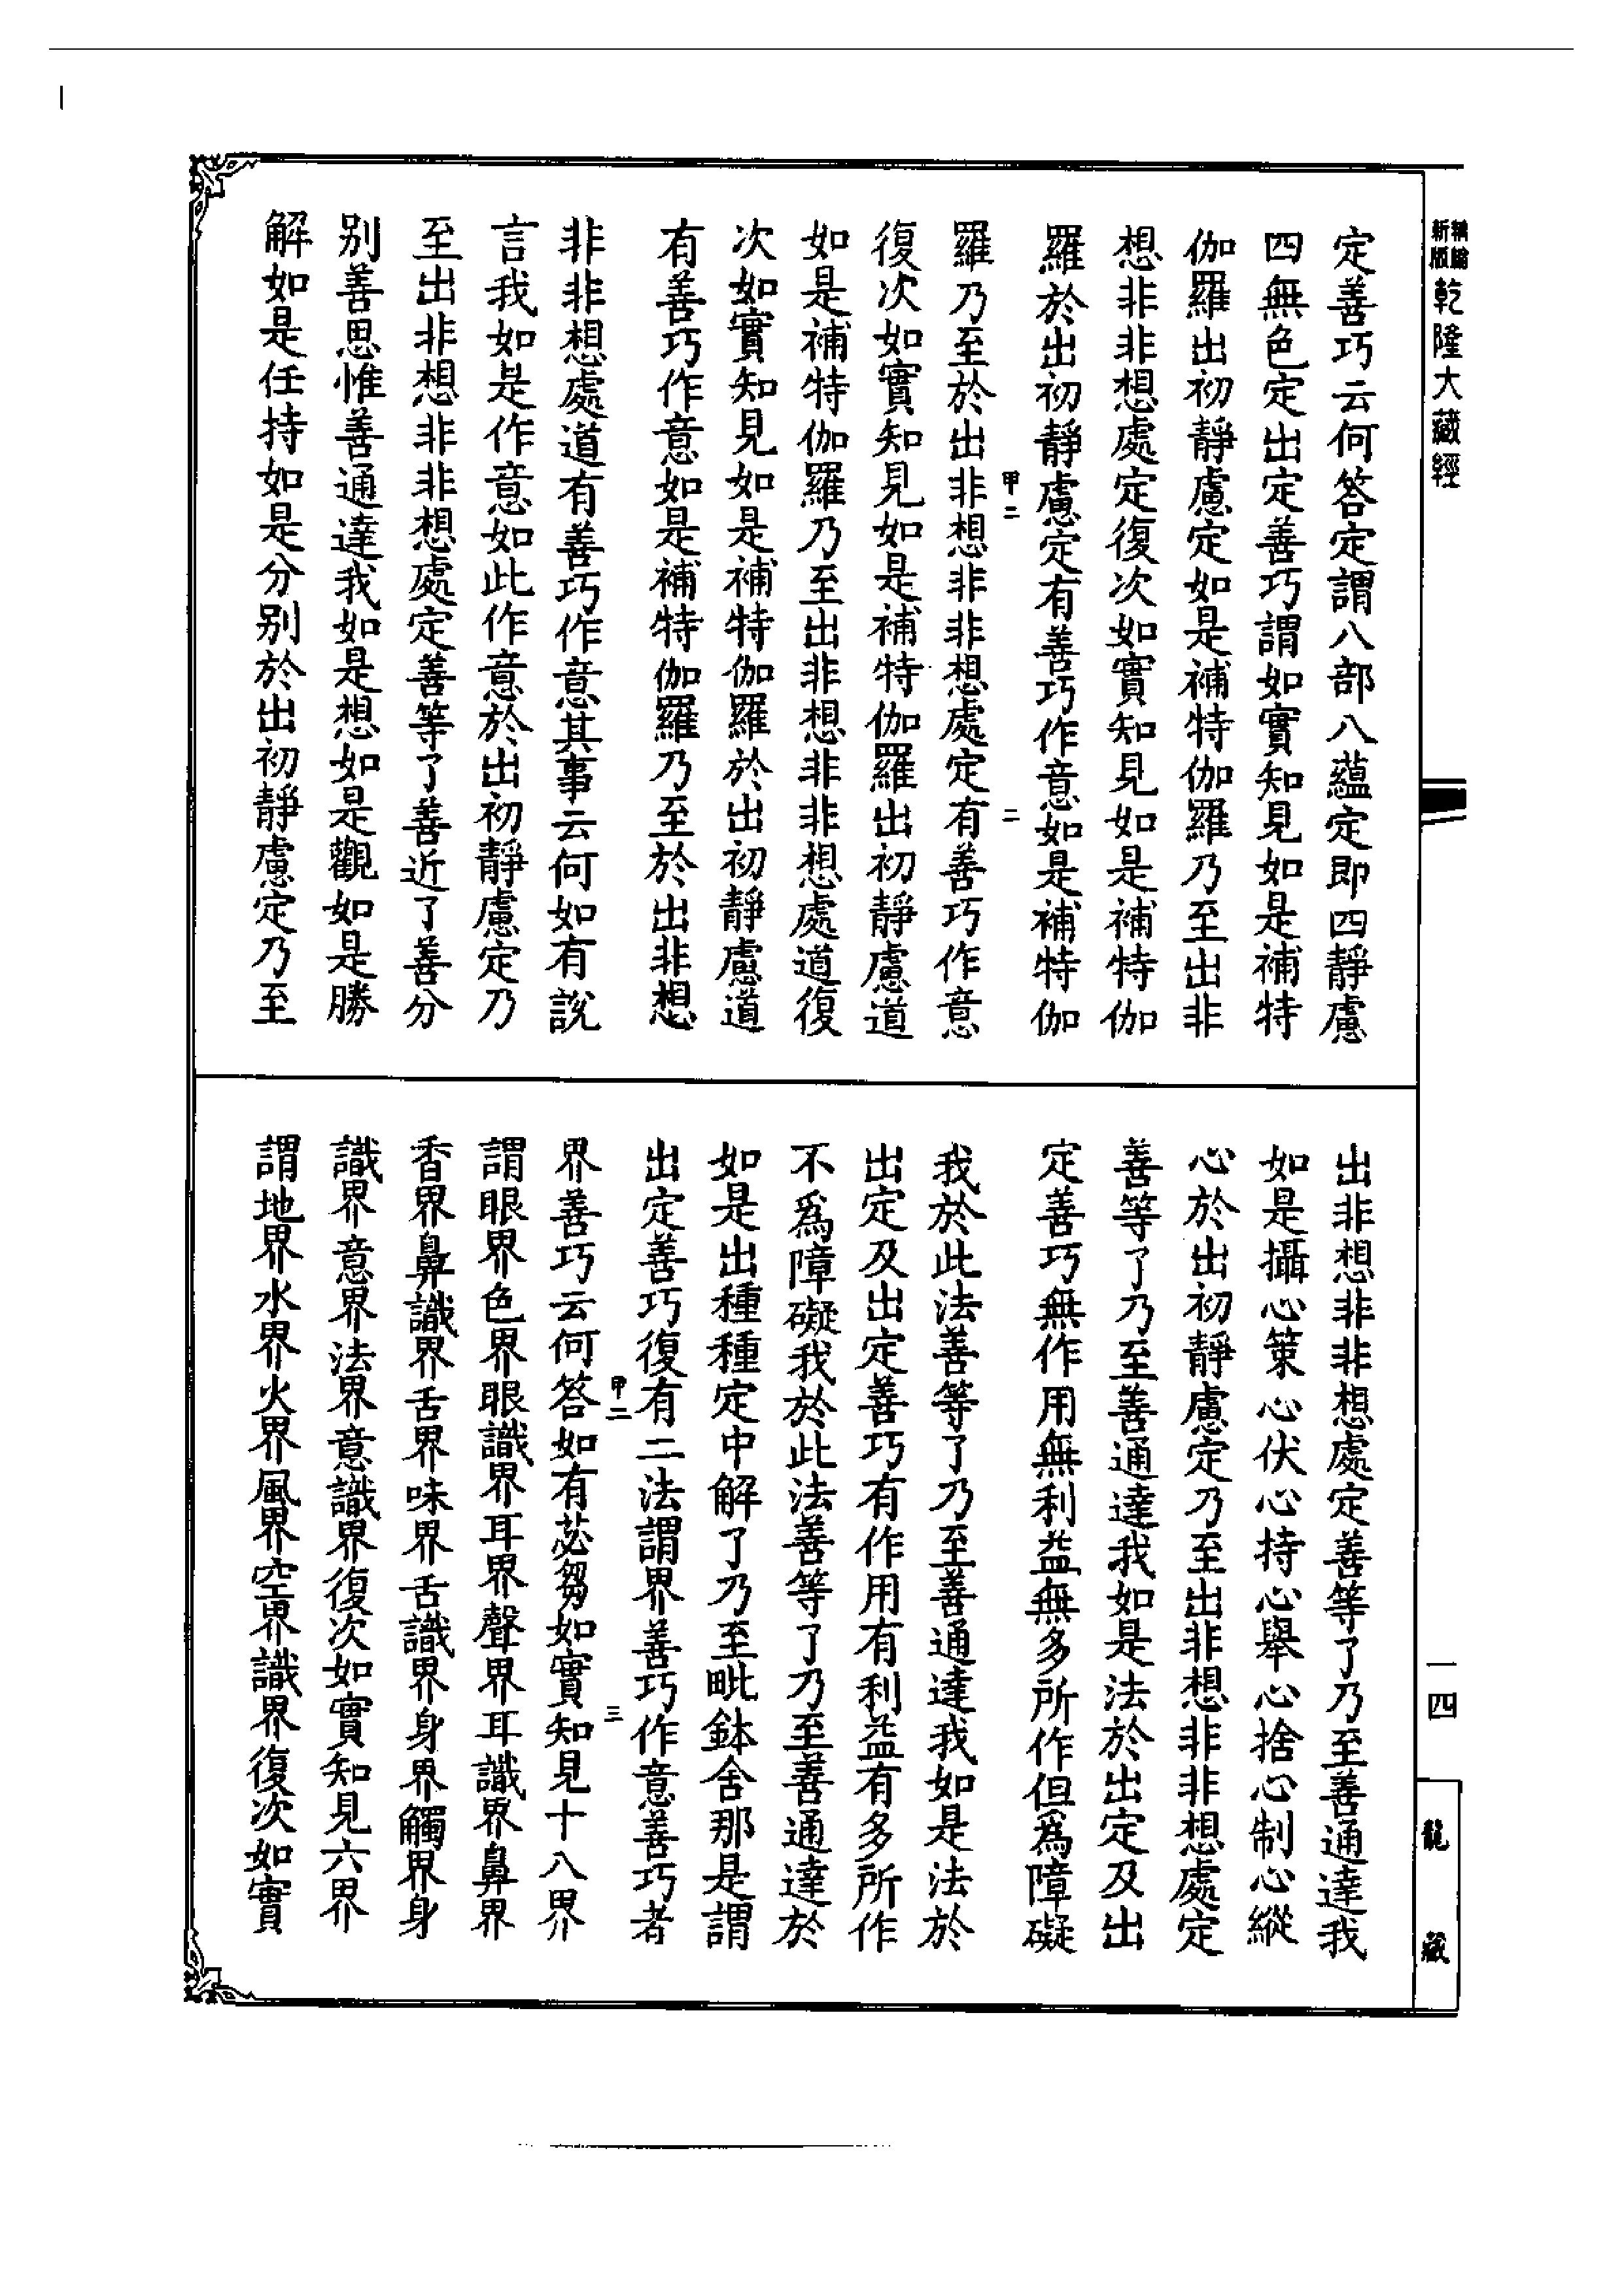 新編縮版乾隆大藏經
定善巧云何答定謂八部八蘊定即四靜慮
四無色定出定善巧謂如實知見如是補特
伽羅出初靜慮定如是補特伽羅乃至出非
想非非想處定復次如實知見如是補特伽
羅於出初靜慮定有善巧作意如是補特伽
甲二
二
羅乃至於出非想非非想處定有善巧作意
復次如實知見如是補特伽羅出初靜慮道
如是補特伽羅乃至出非想非非想處道復
次如實知見如是補特伽羅於出初靜慮道
有善巧作意如是補特伽羅乃至於出非想
非非想處道有善巧作意其事云何如有說
言我如是作意如此作意於出初靜慮定乃
至出非想非非想處定善等了善近了善分
別善思惟善通達我如是想如是觀如是勝
解如是任持如是分別於出初靜慮定乃至
出非想非非想處定善等了乃至善通達我
如是攝心策心伏心持心舉心捨心制心縱
心於出初靜慮定乃至出非想非非想處定
善等了乃至善通達我如是法於出定及出
定善巧無作用無利益無多所作但爲障礙
我於此法善等了乃至善通達我如是法於
出定及出定善巧有作用有利益有多所作
不爲障礙我於此法善等了乃至善通達於
如是出種種定中解了乃至毗鉢舍那是謂
出定善巧復有二法謂界善巧作意善巧者
甲二
三
界善巧云何答如有苾芻如實知見十八界
謂眼界色界眼識界耳界聲界耳識界鼻界
香界鼻識界舌界味界舌識界身界觸界身
識界意界法界意識界復次如實知見六界
謂地界水界火界風界空界識界復次如實
一四
龍藏